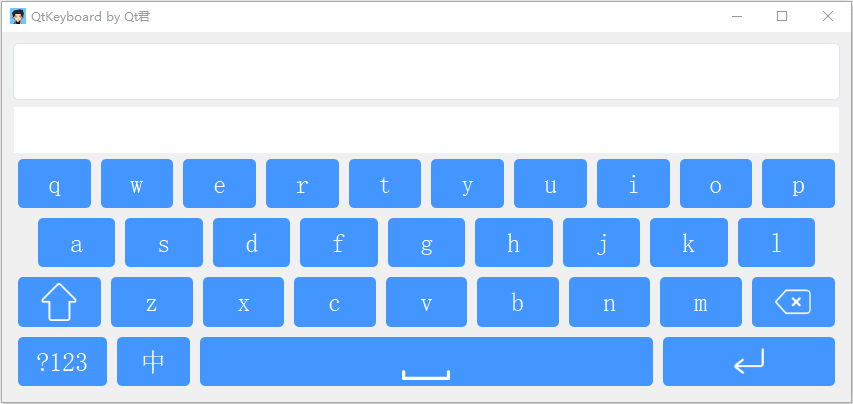 QtKeyboard by Qt君
q w e r t y u i o p
a s d f g h j k l
z x c v b n m
?123 中